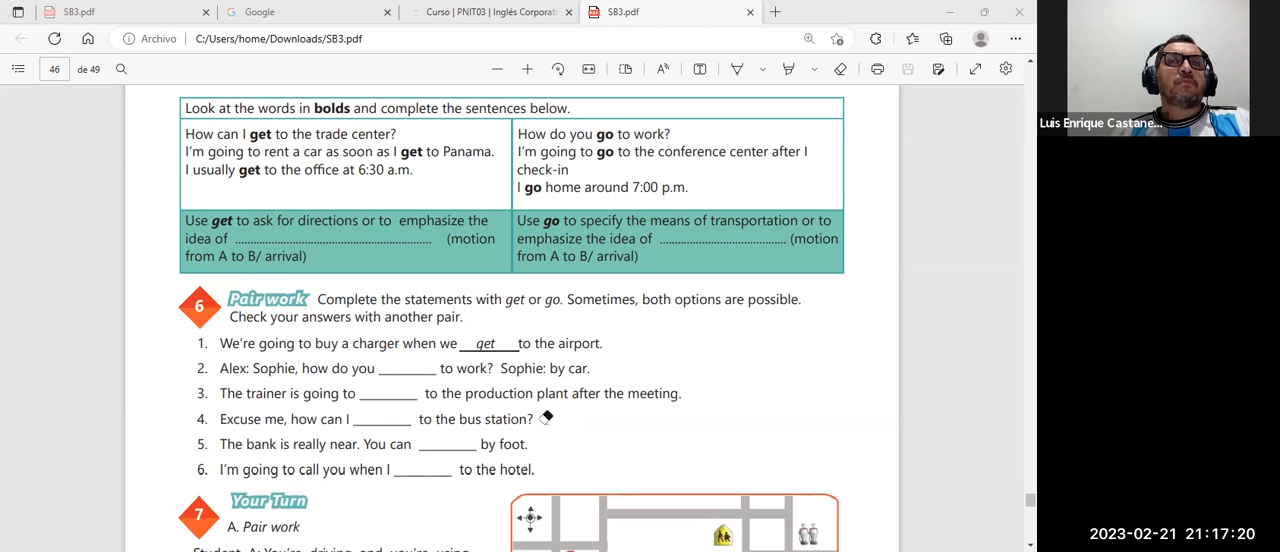 SB3.pdf
Google
Curso | PNIT03 | Inglés Corporati
SB3.pdf
Archivo
C:/Users/home/Downloads/SB3.pdf
46
de 49
Look at the words in bolds and complete the sentences below.
How can I get to the trade center?
I'm going to rent a car as soon as I get to Panama.
I usually get to the office at 6:30 a.m.
How do you go to work?
I'm going to go to the conference center after I
check-in
I go home around 7:00 p.m.
Use get to ask for directions or to emphasize the
idea of ................................................................. (motion
from A to B/ arrival)
Use go to specify the means of transportation or to
emphasize the idea of .......................................... (motion
from A to B/ arrival)
6
Pair work Complete the statements with get or go. Sometimes, both options are possible.
Check your answers with another pair.
1. We're going to buy a charger when we __get__ to the airport.
2. Alex: Sophie, how do you ________ to work? Sophie: by car.
3. The trainer is going to ________ to the production plant after the meeting.
4. Excuse me, how can I ________ to the bus station?
5. The bank is really near. You can ________ by foot.
6. I'm going to call you when I ________ to the hotel.
7
Your Turn
A. Pair work
Student A: You're driving and you're using
Luis Enrique Castane...
2023-02-21 21:17:20